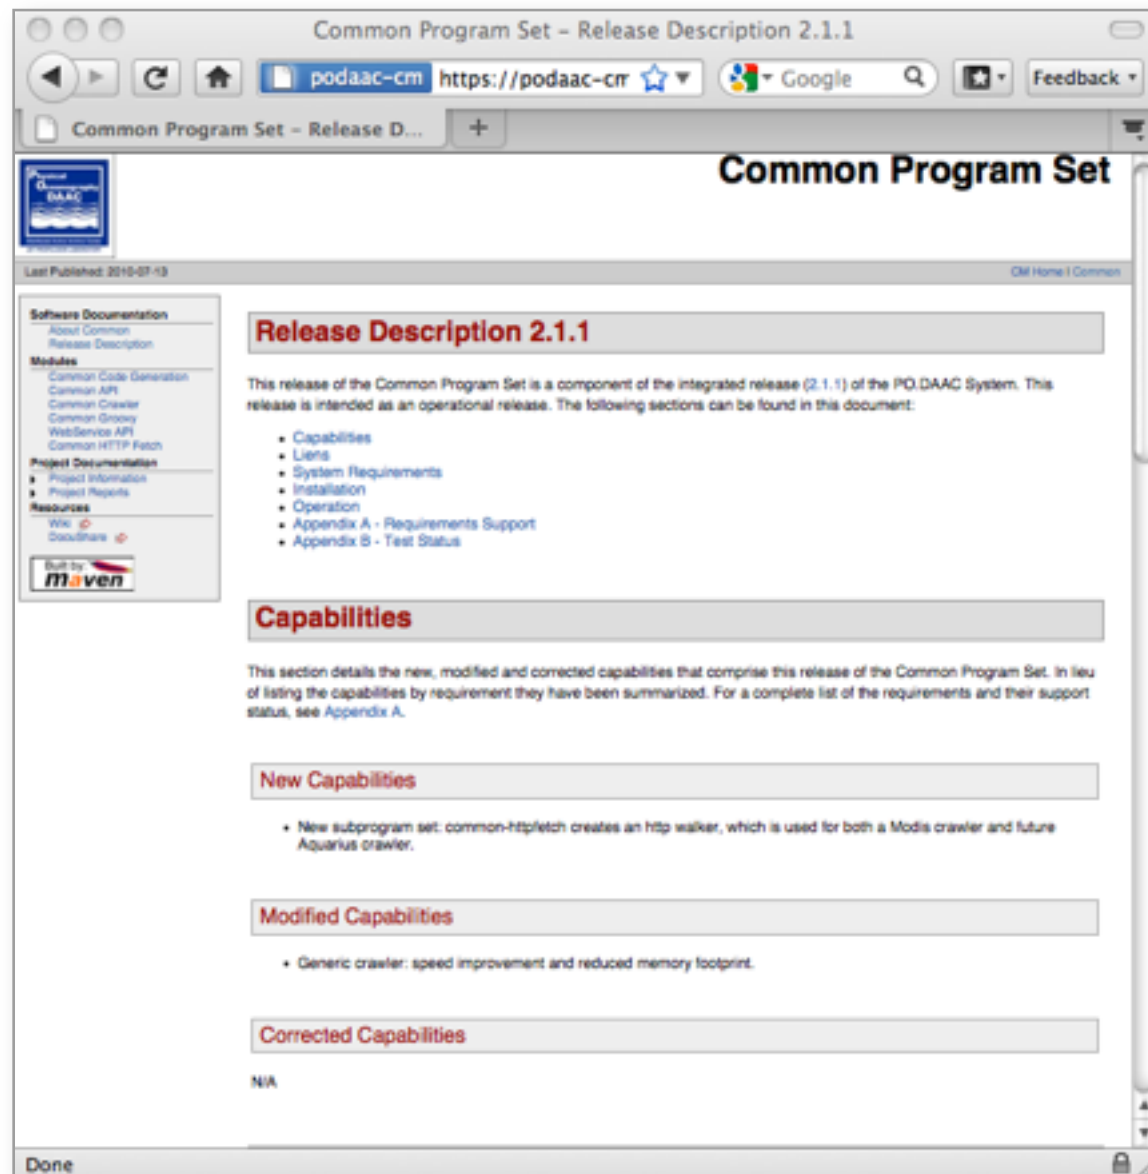 Common Program Set – Release Description 2.1.1
podaac-cm https://podaac-cm Google Feedback
Common Program Set – Release D... +
Physical
Oceanography
DAAC
Common Program Set
Last Published: 2010-07-13
CM Home | Common
Software Documentation
About Common
Release Description
Modules
Common Code Generation
Common API
Common Crawler
Common Groovy
WebService API
Common HTTP Fetch
Project Documentation
Project Information
Project Reports
Resources
Wiki
DocuShare
Built by:
maven
Release Description 2.1.1
This release of the Common Program Set is a component of the integrated release (2.1.1) of the PO.DAAC System. This
release is intended as an operational release. The following sections can be found in this document:
• Capabilities
• Liens
• System Requirements
• Installation
• Operation
• Appendix A - Requirements Support
• Appendix B - Test Status
Capabilities
This section details the new, modified and corrected capabilities that comprise this release of the Common Program Set. In lieu
of listing the capabilities by requirement they have been summarized. For a complete list of the requirements and their support
status, see Appendix A.
New Capabilities
• New subprogram set: common-httpfetch creates an http walker, which is used for both a Modis crawler and future
Aquarius crawler.
Modified Capabilities
• Generic crawler: speed improvement and reduced memory footprint.
Corrected Capabilities
N/A
Done